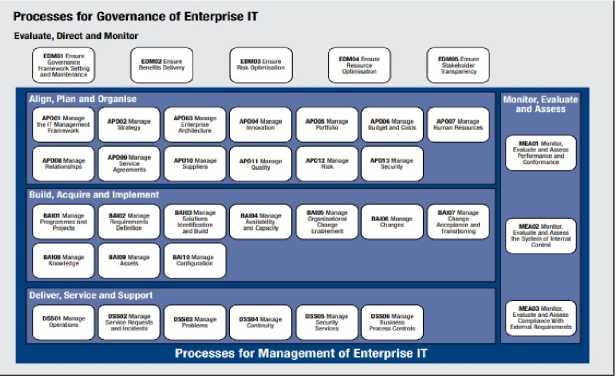 Processes for Governance of Enterprise IT
Evaluate, Direct and Monitor
EDM01 Ensure
Governance
Framework Setting
and Maintenance
EDM02 Ensure
Benefits Delivery
EDM03 Ensure
Risk Optimisation
EDM04 Ensure
Resource
Optimisation
EDM05 Ensure
Stakeholder
Transparency
Align, Plan and Organise
APO01 Manage
the IT Management
Framework
APO02 Manage
Strategy
APO03 Manage
Enterprise
Architecture
APO04 Manage
Innovation
APO05 Manage
Portfolio
APO06 Manage
Budget and Costs
APO07 Manage
Human Resources
APO08 Manage
Relationships
APO09 Manage
Service
Agreements
APO10 Manage
Suppliers
APO11 Manage
Quality
APO12 Manage
Risk
APO13 Manage
Security
Build, Acquire and Implement
BAI01 Manage
Programmes and
Projects
BAI02 Manage
Requirements
Definition
BAI03 Manage
Solutions
Identification
and Build
BAI04 Manage
Availability
and Capacity
BAI05 Manage
Organisational
Change
Enablement
BAI06 Manage
Changes
BAI07 Manage
Change
Acceptance and
Transitioning
BAI08 Manage
Knowledge
BAI09 Manage
Assets
BAI10 Manage
Configuration
Deliver, Service and Support
DSS01 Manage
Operations
DSS02 Manage
Service Requests
and Incidents
DSS03 Manage
Problems
DSS04 Manage
Continuity
DSS05 Manage
Security
Services
DSS06 Manage
Business
Process Controls
Monitor, Evaluate
and Assess
MEA01 Monitor,
Evaluate and Assess
Performance and
Conformance
MEA02 Monitor,
Evaluate and Assess
the System of Internal
Control
MEA03 Monitor,
Evaluate and Assess
Compliance With
External Requirements
Processes for Management of Enterprise IT